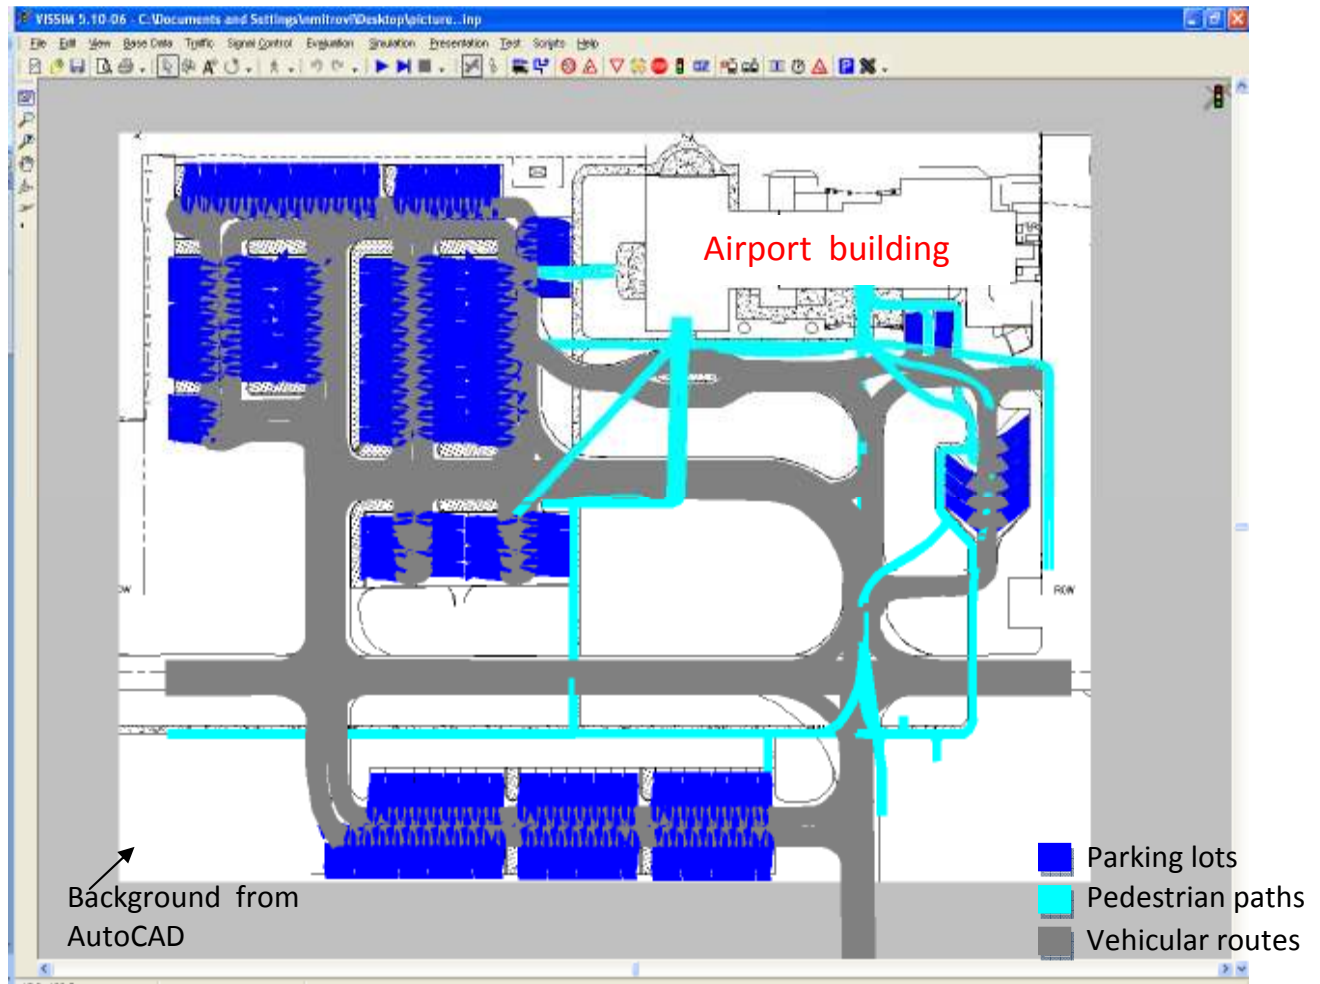 VISSIM 5.10-06 - C:\Documents and Settings\nmitrovi\Desktop\picture..inp
File Edit View Base Data Traffic Signal Control Evaluation Simulation Presentation Test Scripts Help
Airport building
ROW
Parking lots
Background from
Pedestrian paths
AutoCAD
Vehicular routes